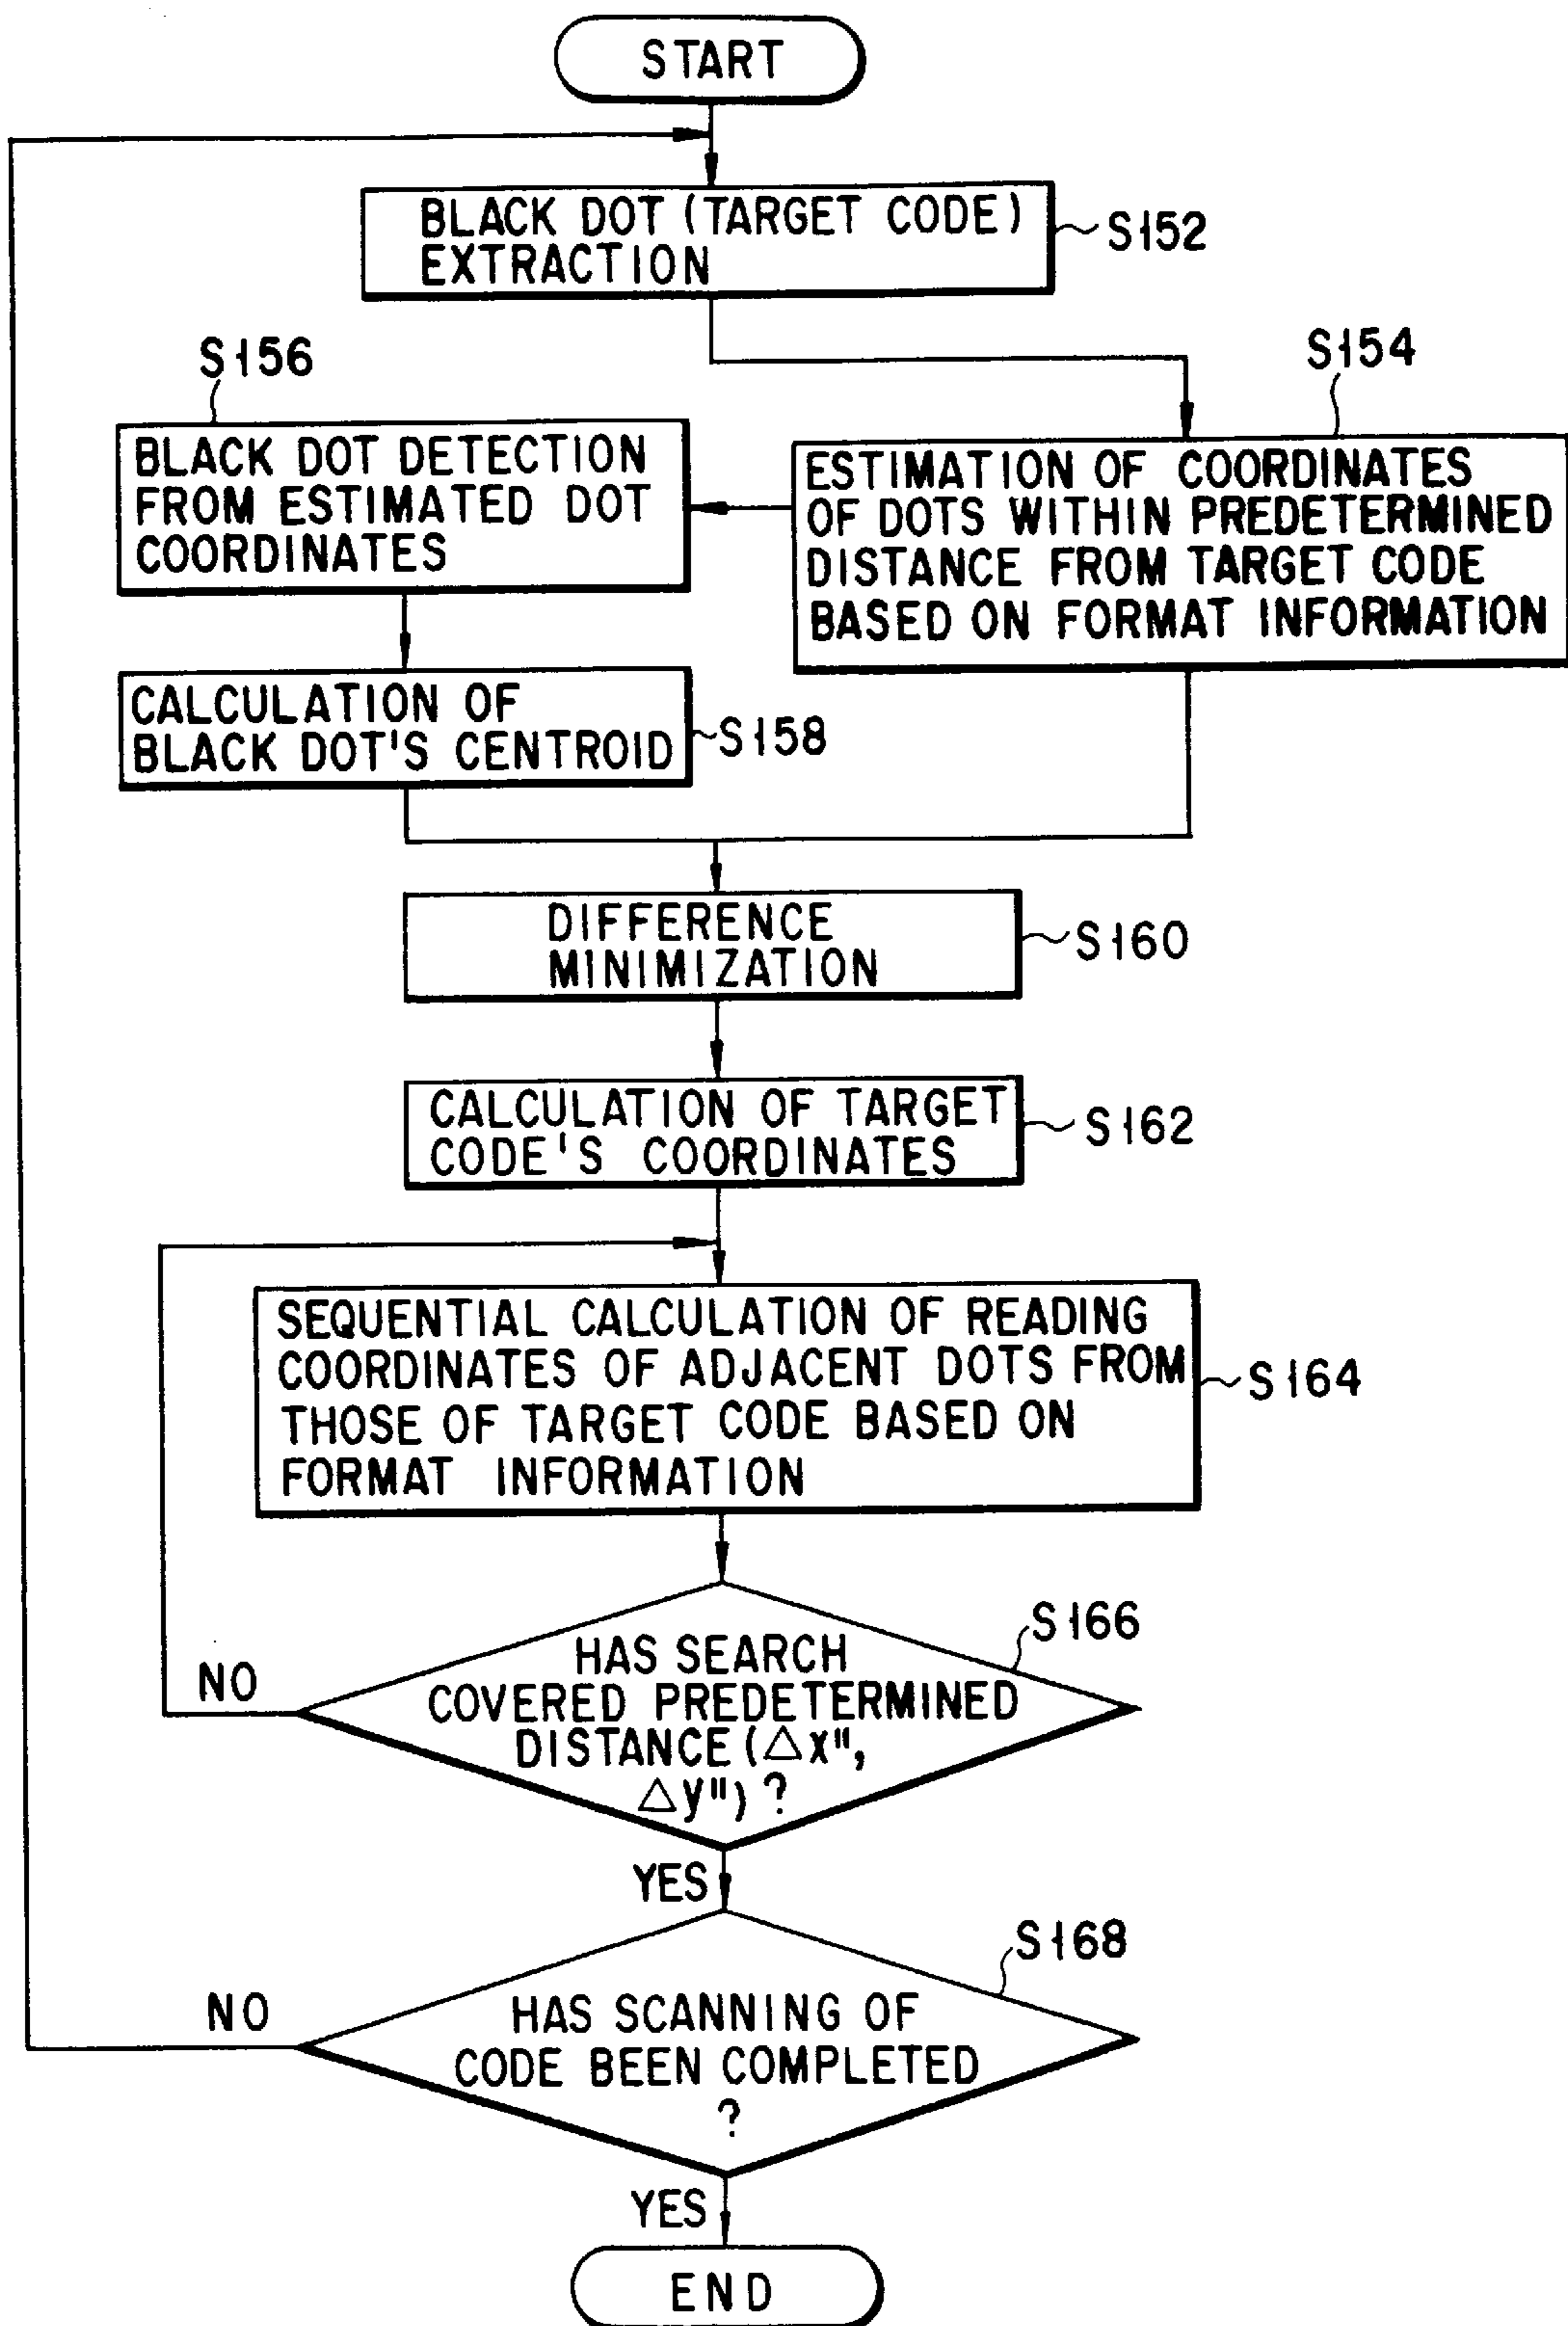 START
BLACK DOT (TARGET CODE)
EXTRACTION
S152
S156
S154
BLACK DOT DETECTION
FROM ESTIMATED DOT
COORDINATES
ESTIMATION OF COORDINATES
OF DOTS WITHIN PREDETERMINED
DISTANCE FROM TARGET CODE
BASED ON FORMAT INFORMATION
CALCULATION OF
BLACK DOT'S CENTROID
S158
DIFFERENCE
MINIMIZATION
S160
CALCULATION OF TARGET
CODE'S COORDINATES
S162
SEQUENTIAL CALCULATION OF READING
COORDINATES OF ADJACENT DOTS FROM
THOSE OF TARGET CODE BASED ON
FORMAT INFORMATION
S164
S166
NO
HAS SEARCH
COVERED PREDETERMINED
DISTANCE (△x",
△y") ?
YES
S168
NO
HAS SCANNING OF
CODE BEEN COMPLETED
?
YES
END